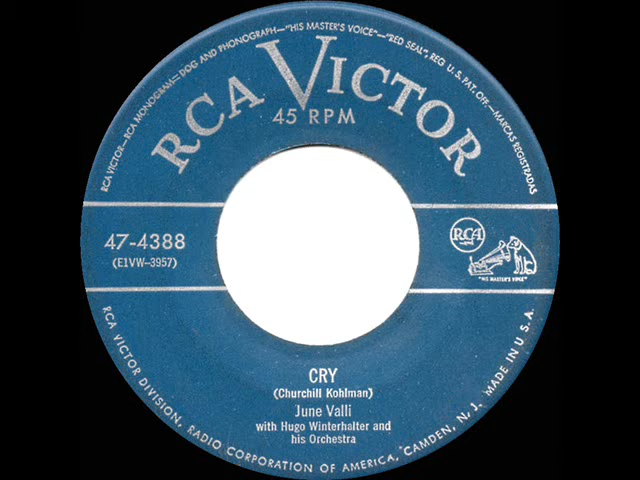 RCA VICTOR—RCA MONOGRAM—DOG AND PHONOGRAPH—"HIS MASTER'S VOICE"—"RED SEAL", REG U.S. PAT. OFF.—MARCAS REGISTRADAS
RCA VICTOR
45 RPM
47-4388
(E1VW-3957)
RCA
"HIS MASTER'S VOICE"
CRY
(Churchill Kohlman)
June Valli
with Hugo Winterhalter and
his Orchestra
RCA VICTOR DIVISION, RADIO CORPORATION OF AMERICA, CAMDEN, N. J. MADE IN U.S.A.